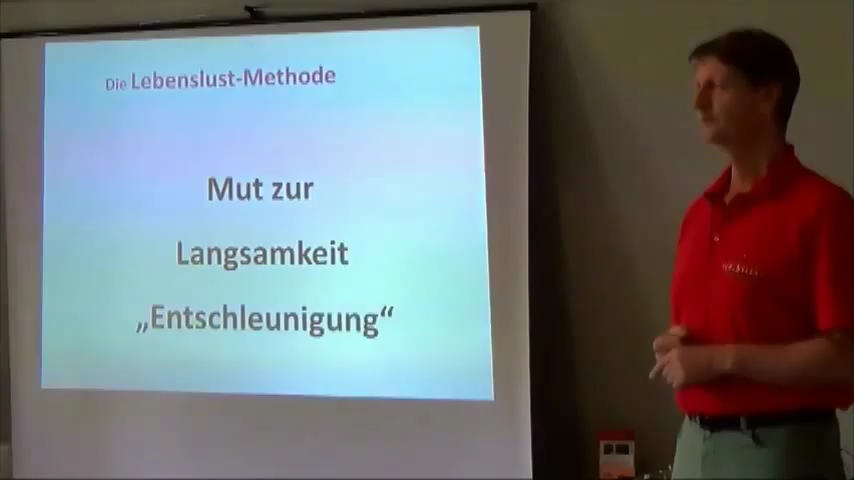 Die Lebenslust-Methode
Mut zur
Langsamkeit
„Entschleunigung“